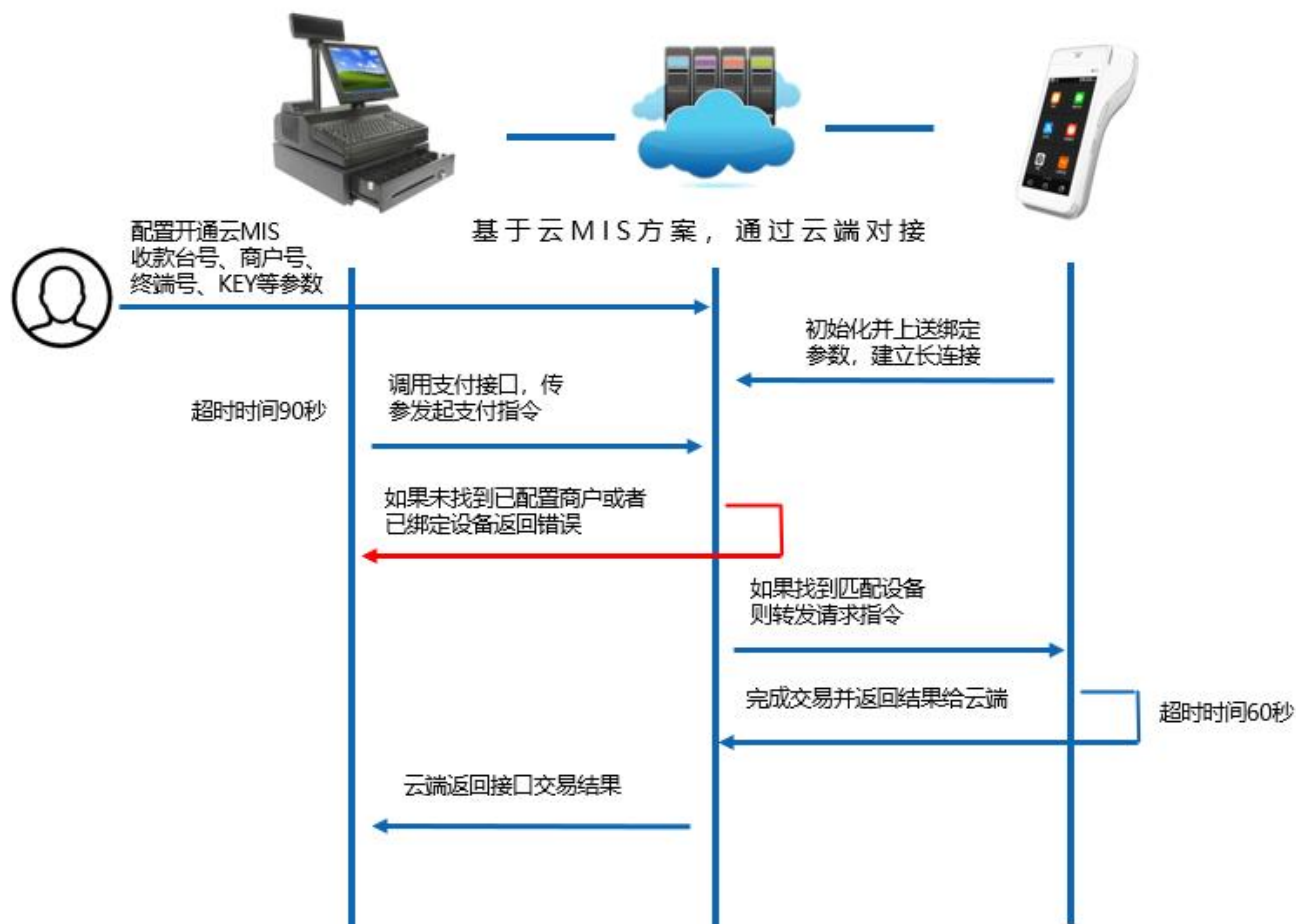 基于云MIS方案，通过云端对接
配置开通云MIS
收款台号、商户号、
终端号、KEY等参数
初始化并上送绑定
参数，建立长连接
超时时间90秒
调用支付接口，传
参发起支付指令
如果未找到已配置商户或者
已绑定设备返回错误
如果找到匹配设备
则转发请求指令
完成交易并返回结果给云端
超时时间60秒
云端返回接口交易结果